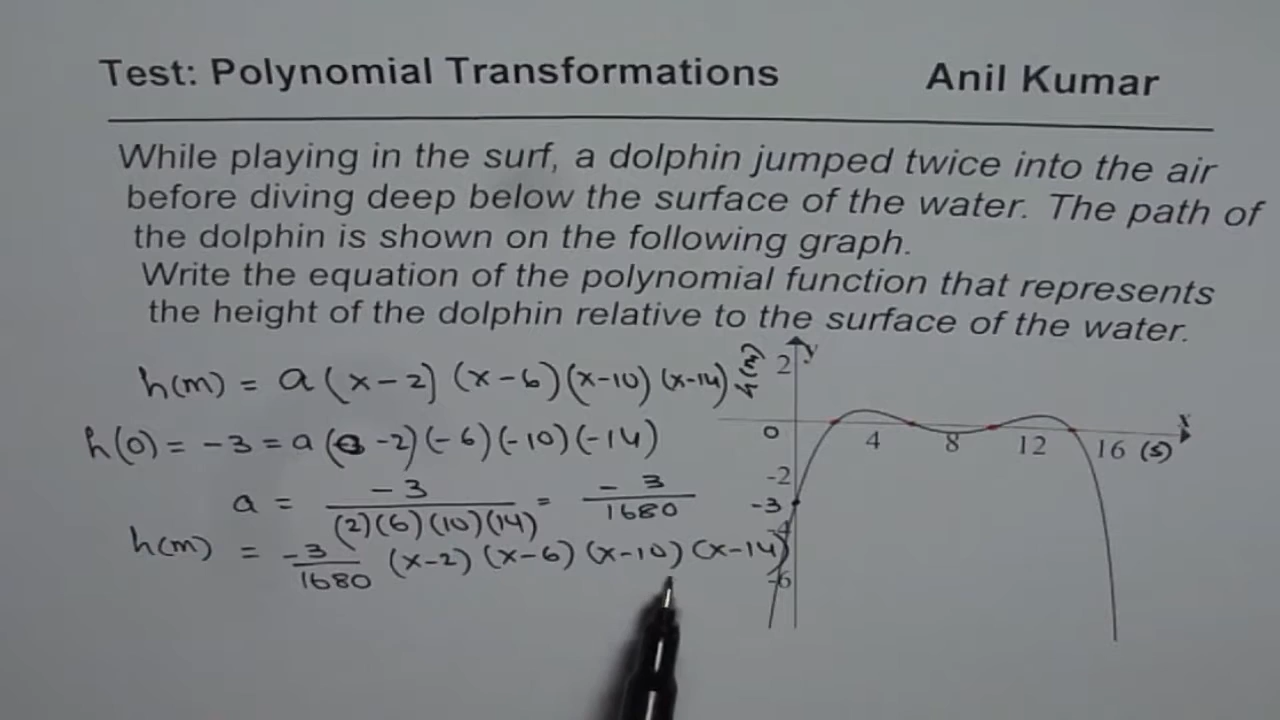 Test: Polynomial Transformations Anil Kumar
While playing in the surf, a dolphin jumped twice into the air
before diving deep below the surface of the water. The path of
the dolphin is shown on the following graph.
Write the equation of the polynomial function that represents
the height of the dolphin relative to the surface of the water.
h(m) = a(x-2)(x-6)(x-10)(x-14)
h(0) = -3 = a(0-2)(-6)(-10)(-14)
a = -3/(2)(6)(10)(14) = -3/1680
h(m) = -3/1680 (x-2)(x-6)(x-10)(x-14)
h(m) 2 y
0 4 8 12 16 (s) x
-2
-3
-4
-6